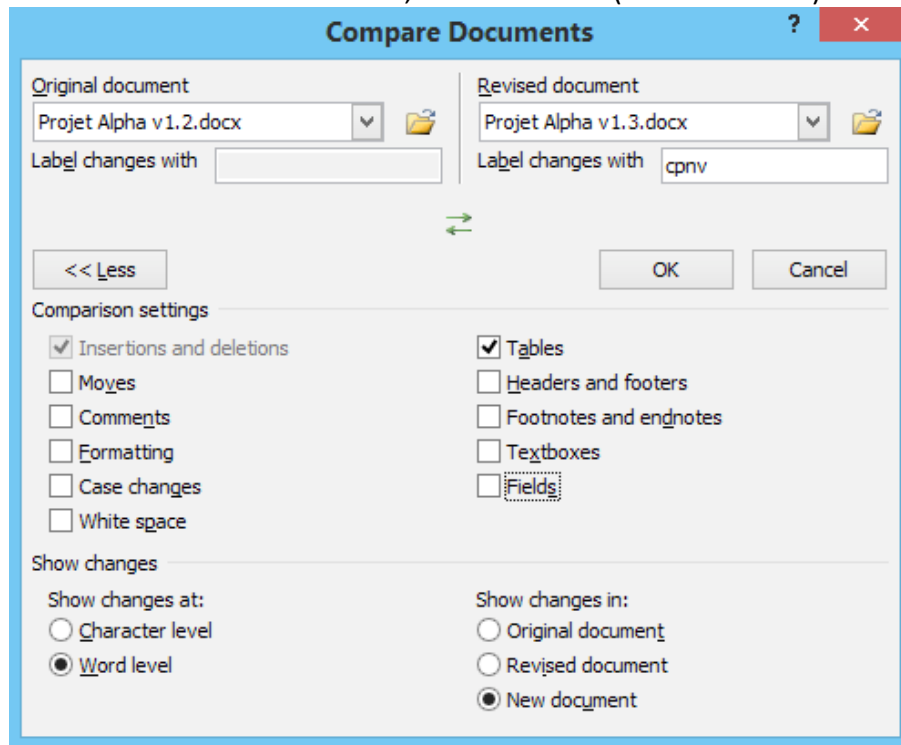 Compare Documents ? ×
Original document Revised document
Projet Alpha v1.2.docx Projet Alpha v1.3.docx
Label changes with Label changes with cpnv
<< Less OK Cancel
Comparison settings
Insertions and deletions Tables
Moves Headers and footers
Comments Footnotes and endnotes
Formatting Textboxes
Case changes Fields
White space
Show changes
Show changes at: Show changes in:
Character level Original document
Word level Revised document
New document